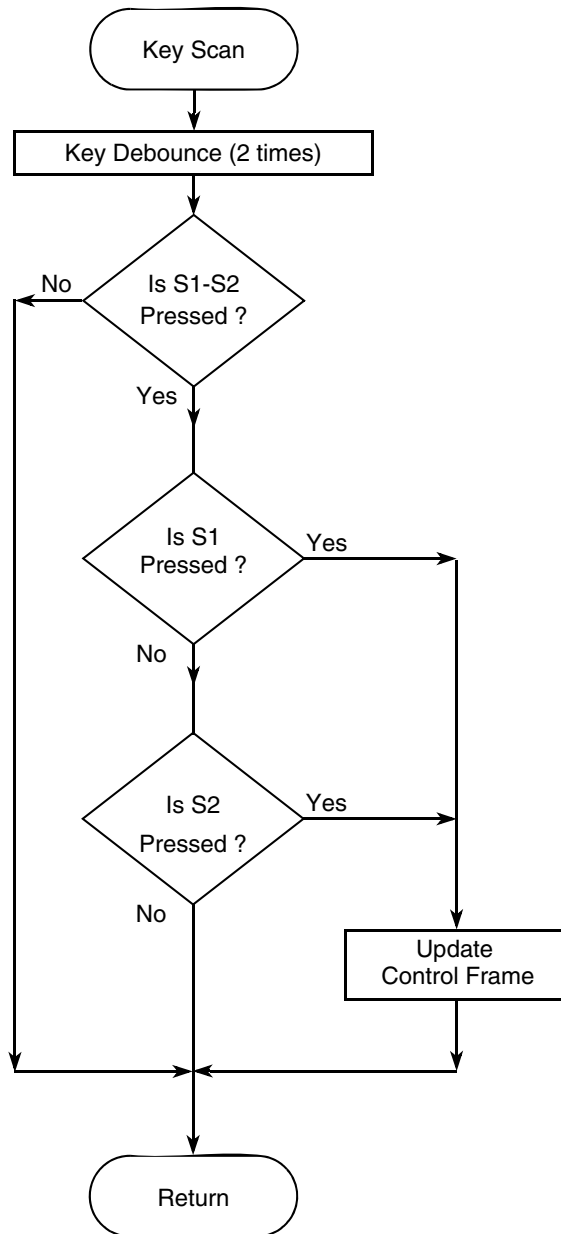 Key Scan
Key Debounce (2 times)
Is S1-S2
Pressed ?
No
Yes
Is S1
Pressed ?
Yes
No
Is S2
Pressed ?
Yes
No
Update
Control Frame
Return